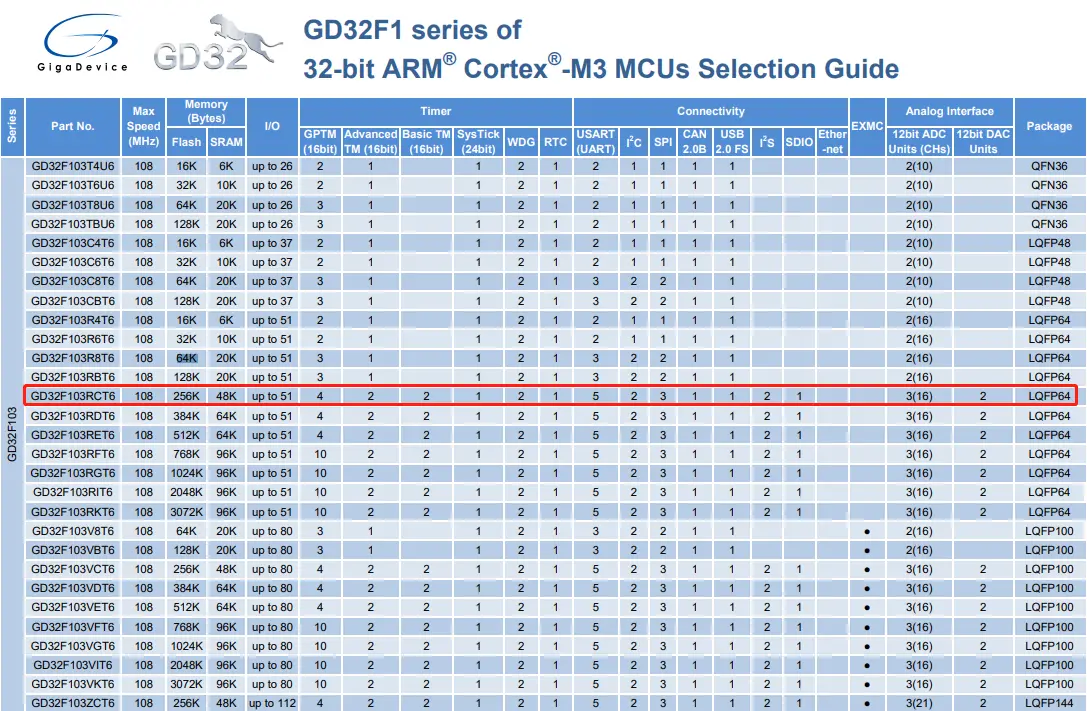 GigaDevice
GD32
GD32F1 series of
32-bit ARM® Cortex®-M3 MCUs Selection Guide
Series Part No. Max Speed (MHz) Memory (Bytes) I/O Timer Connectivity EXMC Analog Interface Package
Flash SRAM GPTM (16bit) Advanced TM (16bit) Basic TM (16bit) SysTick (24bit) WDG RTC USART (UART) I²C SPI CAN 2.0B USB 2.0 FS I²S SDIO Ether-net 12bit ADC Units (CHs) 12bit DAC Units
GD32F103
GD32F103T4U6 108 16K 6K up to 26 2 1 1 2 1 2 1 1 1 1 2(10) QFN36
GD32F103T6U6 108 32K 10K up to 26 2 1 1 2 1 2 1 1 1 1 2(10) QFN36
GD32F103T8U6 108 64K 20K up to 26 3 1 1 2 1 2 1 1 1 1 2(10) QFN36
GD32F103TBU6 108 128K 20K up to 26 3 1 1 2 1 2 1 1 1 1 2(10) QFN36
GD32F103C4T6 108 16K 6K up to 37 2 1 1 2 1 2 1 1 1 1 2(10) LQFP48
GD32F103C6T6 108 32K 10K up to 37 2 1 1 2 1 2 1 1 1 1 2(10) LQFP48
GD32F103C8T6 108 64K 20K up to 37 3 1 1 2 1 3 2 2 1 1 2(10) LQFP48
GD32F103CBT6 108 128K 20K up to 37 3 1 1 2 1 3 2 2 1 1 2(10) LQFP48
GD32F103R4T6 108 16K 6K up to 51 2 1 1 2 1 2 1 1 1 1 2(16) LQFP64
GD32F103R6T6 108 32K 10K up to 51 2 1 1 2 1 2 1 1 1 1 2(16) LQFP64
GD32F103R8T6 108 64K 20K up to 51 3 1 1 2 1 3 2 2 1 1 2(16) LQFP64
GD32F103RBT6 108 128K 20K up to 51 3 1 1 2 1 3 2 2 1 1 2(16) LQFP64
GD32F103RCT6 108 256K 48K up to 51 4 2 2 1 2 1 5 2 3 1 1 2 1 3(16) 2 LQFP64
GD32F103RDT6 108 384K 64K up to 51 4 2 2 1 2 1 5 2 3 1 1 2 1 3(16) 2 LQFP64
GD32F103RET6 108 512K 64K up to 51 4 2 2 1 2 1 5 2 3 1 1 2 1 3(16) 2 LQFP64
GD32F103RFT6 108 768K 96K up to 51 10 2 2 1 2 1 5 2 3 1 1 2 1 3(16) 2 LQFP64
GD32F103RGT6 108 1024K 96K up to 51 10 2 2 1 2 1 5 2 3 1 1 2 1 3(16) 2 LQFP64
GD32F103RIT6 108 2048K 96K up to 51 10 2 2 1 2 1 5 2 3 1 1 2 1 3(16) 2 LQFP64
GD32F103RKT6 108 3072K 96K up to 51 10 2 2 1 2 1 5 2 3 1 1 2 1 3(16) 2 LQFP64
GD32F103V8T6 108 64K 20K up to 80 3 1 1 2 1 3 2 2 1 1 ● 2(16) LQFP100
GD32F103VBT6 108 128K 20K up to 80 3 1 1 2 1 3 2 2 1 1 ● 2(16) LQFP100
GD32F103VCT6 108 256K 48K up to 80 4 2 2 1 2 1 5 2 3 1 1 2 1 ● 3(16) 2 LQFP100
GD32F103VDT6 108 384K 64K up to 80 4 2 2 1 2 1 5 2 3 1 1 2 1 ● 3(16) 2 LQFP100
GD32F103VET6 108 512K 64K up to 80 4 2 2 1 2 1 5 2 3 1 1 2 1 ● 3(16) 2 LQFP100
GD32F103VFT6 108 768K 96K up to 80 10 2 2 1 2 1 5 2 3 1 1 2 1 ● 3(16) 2 LQFP100
GD32F103VGT6 108 1024K 96K up to 80 10 2 2 1 2 1 5 2 3 1 1 2 1 ● 3(16) 2 LQFP100
GD32F103VIT6 108 2048K 96K up to 80 10 2 2 1 2 1 5 2 3 1 1 2 1 ● 3(16) 2 LQFP100
GD32F103VKT6 108 3072K 96K up to 80 10 2 2 1 2 1 5 2 3 1 1 2 1 ● 3(16) 2 LQFP100
GD32F103ZCT6 108 256K 48K up to 112 4 2 2 1 2 1 5 2 3 1 1 2 1 ● 3(21) 2 LQFP144